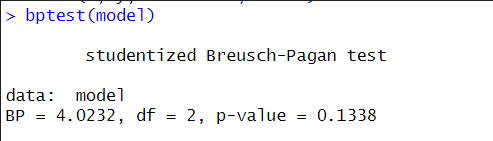 > bptest(model)
studentized Breusch-Pagan test
data:  model
BP = 4.0232, df = 2, p-value = 0.1338